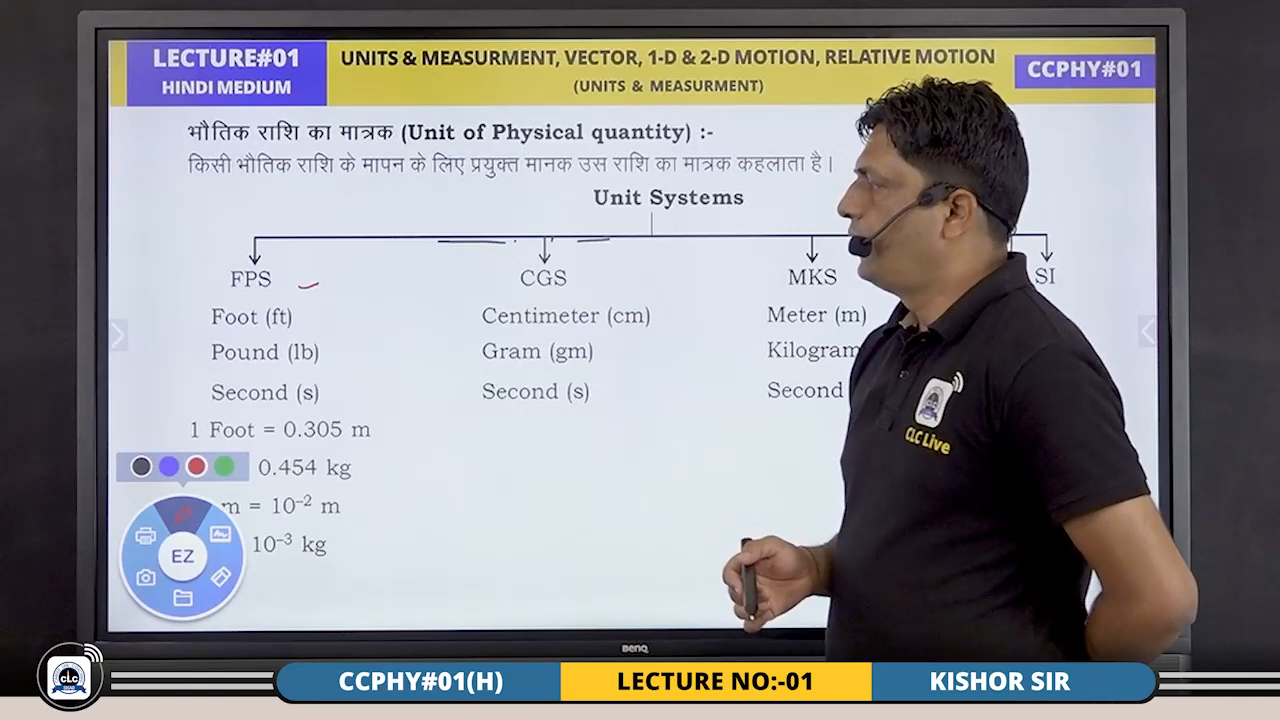 LECTURE#01
HINDI MEDIUM
UNITS & MEASURMENT, VECTOR, 1-D & 2-D MOTION, RELATIVE MOTION
(UNITS & MEASURMENT)
CCPHY#01
भौतिक राशि का मात्रक (Unit of Physical quantity) :-
किसी भौतिक राशि के मापन के लिए प्रयुक्त मानक उस राशि का मात्रक कहलाता है।
Unit Systems
FPS CGS MKS SI
Foot (ft) Centimeter (cm) Meter (m)
Pound (lb) Gram (gm) Kilogram
Second (s) Second (s) Second
1 Foot = 0.305 m
0.454 kg
m = 10⁻² m
10⁻³ kg
EZ
CLC Live
BenQ
CLC
CCPHY#01(H)
LECTURE NO:-01
KISHOR SIR